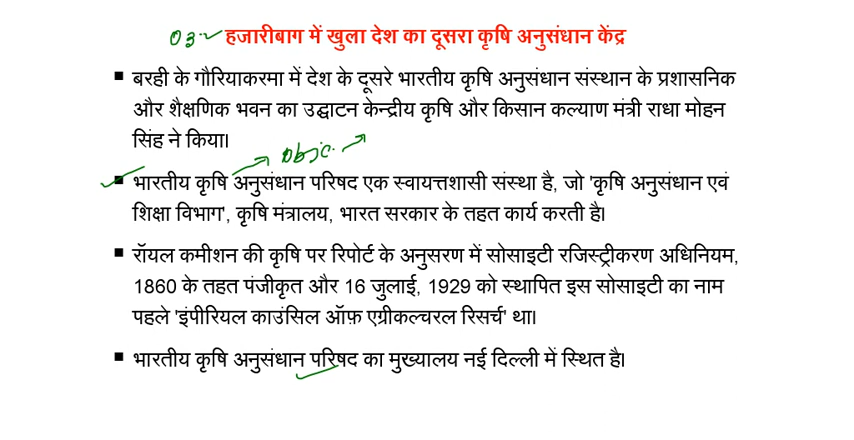 03. हजारीबाग में खुला देश का दूसरा कृषि अनुसंधान केंद्र
▪ बरही के गौरियाकरमा में देश के दूसरे भारतीय कृषि अनुसंधान संस्थान के प्रशासनिक
और शैक्षणिक भवन का उद्घाटन केन्द्रीय कृषि और किसान कल्याण मंत्री राधा मोहन
सिंह ने किया।
objc.
▪ भारतीय कृषि अनुसंधान परिषद एक स्वायत्तशासी संस्था है, जो 'कृषि अनुसंधान एवं
शिक्षा विभाग', कृषि मंत्रालय, भारत सरकार के तहत कार्य करती है।
▪ रॉयल कमीशन की कृषि पर रिपोर्ट के अनुसरण में सोसाइटी रजिस्ट्रीकरण अधिनियम,
1860 के तहत पंजीकृत और 16 जुलाई, 1929 को स्थापित इस सोसाइटी का नाम
पहले 'इंपीरियल काउंसिल ऑफ़ एग्रीकल्चरल रिसर्च' था।
▪ भारतीय कृषि अनुसंधान परिषद का मुख्यालय नई दिल्ली में स्थित है।